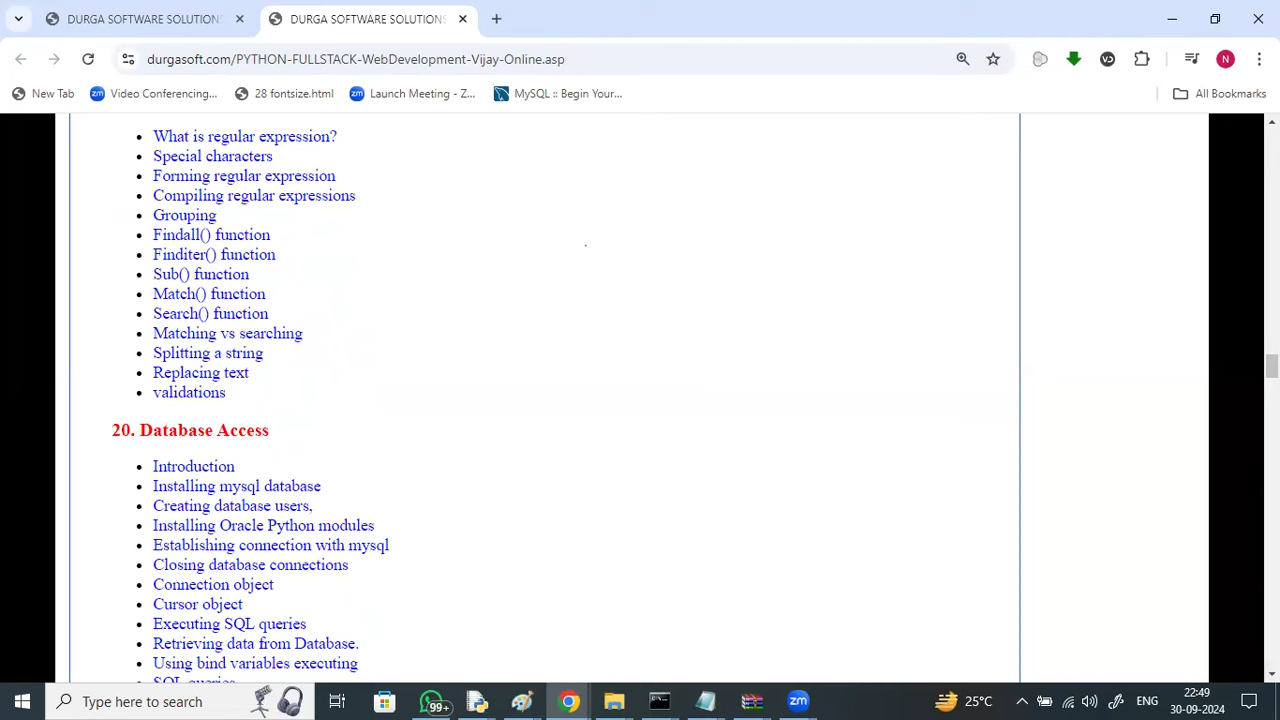 DURGA SOFTWARE SOLUTIONS
DURGA SOFTWARE SOLUTIONS
durgasoft.com/PYTHON-FULLSTACK-WebDevelopment-Vijay-Online.asp
N
New Tab
Video Conferencing...
28 fontsize.html
Launch Meeting - Z...
MySQL :: Begin Your...
All Bookmarks
What is regular expression?
Special characters
Forming regular expression
Compiling regular expressions
Grouping
Findall() function
Finditer() function
Sub() function
Match() function
Search() function
Matching vs searching
Splitting a string
Replacing text
validations
20. Database Access
Introduction
Installing mysql database
Creating database users,
Installing Oracle Python modules
Establishing connection with mysql
Closing database connections
Connection object
Cursor object
Executing SQL queries
Retrieving data from Database.
Using bind variables executing
SQL queries
Type here to search
99+
25°C
ENG
22:49
30-09-2024